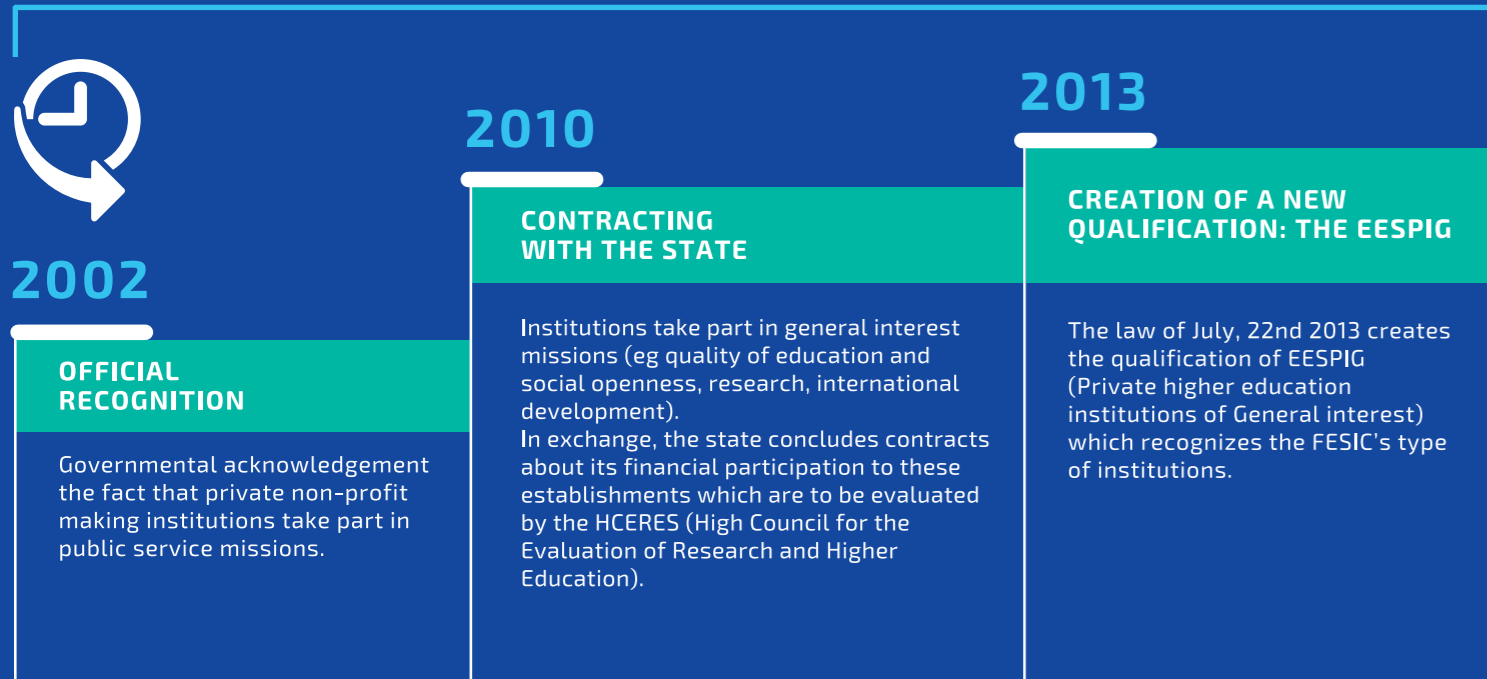 2002
OFFICIAL
RECOGNITION
Governmental acknowledgement
the fact that private non-profit
making institutions take part in
public service missions.
2010
CONTRACTING
WITH THE STATE
Institutions take part in general interest
missions (eg quality of education and
social openness, research, international
development).
In exchange, the state concludes contracts
about its financial participation to these
establishments which are to be evaluated
by the HCERES (High Council for the
Evaluation of Research and Higher
Education).
2013
CREATION OF A NEW
QUALIFICATION: THE EESPIG
The law of July, 22nd 2013 creates
the qualification of EESPIG
(Private higher education
institutions of General interest)
which recognizes the FESIC's type
of institutions.